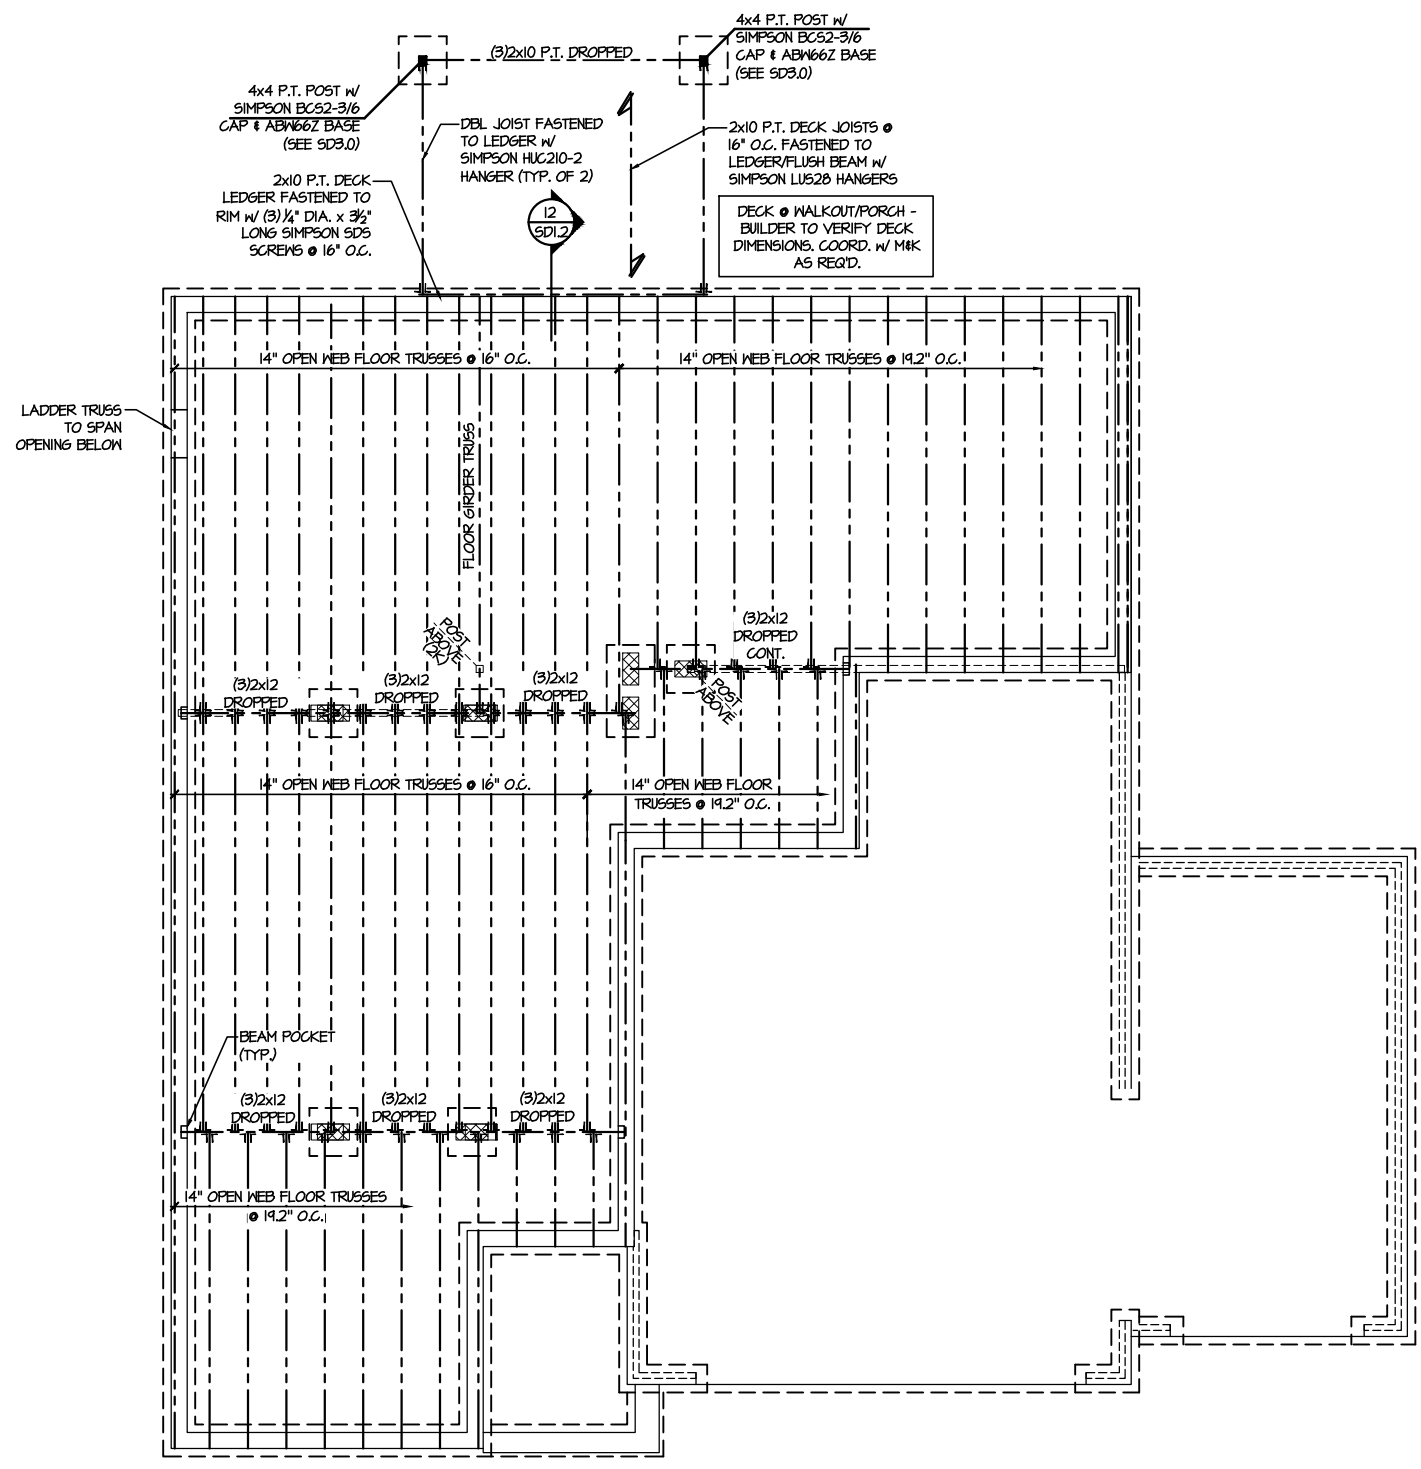 4x4 P.T. POST W/
SIMPSON BCS2-3/6
CAP & ABW66Z BASE
(SEE SD3.0)
(3)2x10 P.T. DROPPED
4x4 P.T. POST W/
SIMPSON BCS2-3/6
CAP & ABW66Z BASE
(SEE SD3.0)
DBL JOIST FASTENED
TO LEDGER W/
SIMPSON HUC210-2
HANGER (TYP. OF 2)
2x10 P.T. DECK JOISTS @
16" O.C. FASTENED TO
LEDGER/FLUSH BEAM W/
SIMPSON LUS28 HANGERS
2x10 P.T. DECK
LEDGER FASTENED TO
RIM W/ (3) 1/4" DIA. x 3 1/2"
LONG SIMPSON SDS
SCREWS @ 16" O.C.
12
SD1.2
DECK @ WALKOUT/PORCH -
BUILDER TO VERIFY DECK
DIMENSIONS. COORD. W/ M&K
AS REQ'D.
14" OPEN WEB FLOOR TRUSSES @ 16" O.C.
14" OPEN WEB FLOOR TRUSSES @ 19.2" O.C.
LADDER TRUSS
TO SPAN
OPENING BELOW
FLOOR GIRDER TRUSS
POST
ABOVE
(2K)
(3)2x12
DROPPED
CONT.
POST
ABOVE
(3)2x12
DROPPED
(3)2x12
DROPPED
(3)2x12
DROPPED
14" OPEN WEB FLOOR TRUSSES @ 16" O.C.
14" OPEN WEB FLOOR
TRUSSES @ 19.2" O.C.
BEAM POCKET
(TYP.)
(3)2x12
DROPPED
(3)2x12
DROPPED
(3)2x12
DROPPED
14" OPEN WEB FLOOR TRUSSES
@ 19.2" O.C.